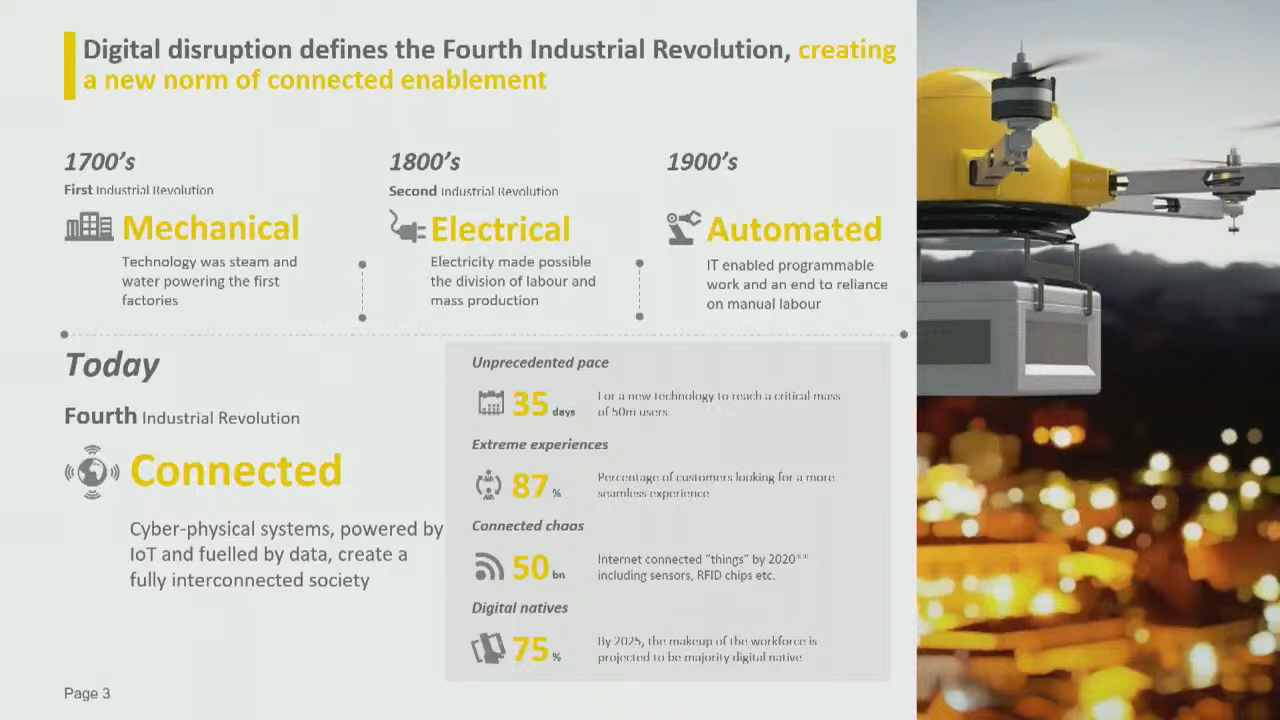 Digital disruption defines the Fourth Industrial Revolution, creating
a new norm of connected enablement
1700's
First Industrial Revolution
Mechanical
Technology was steam and
water powering the first
factories
1800's
Second Industrial Revolution
Electrical
Electricity made possible
the division of labour and
mass production
1900's
Automated
IT enabled programmable
work and an end to reliance
on manual labour
Today
Fourth Industrial Revolution
Connected
Cyber-physical systems, powered by
IoT and fuelled by data, create a
fully interconnected society
Unprecedented pace
35 days
For a new technology to reach a critical mass
of 50m users
Extreme experiences
87 %
Percentage of customers looking for a more
seamless experience
Connected chaos
50 bn
Internet connected "things" by 2020**
including sensors, RFID chips etc.
Digital natives
75 %
By 2025, the makeup of the workforce is
projected to be majority digital native
Page 3